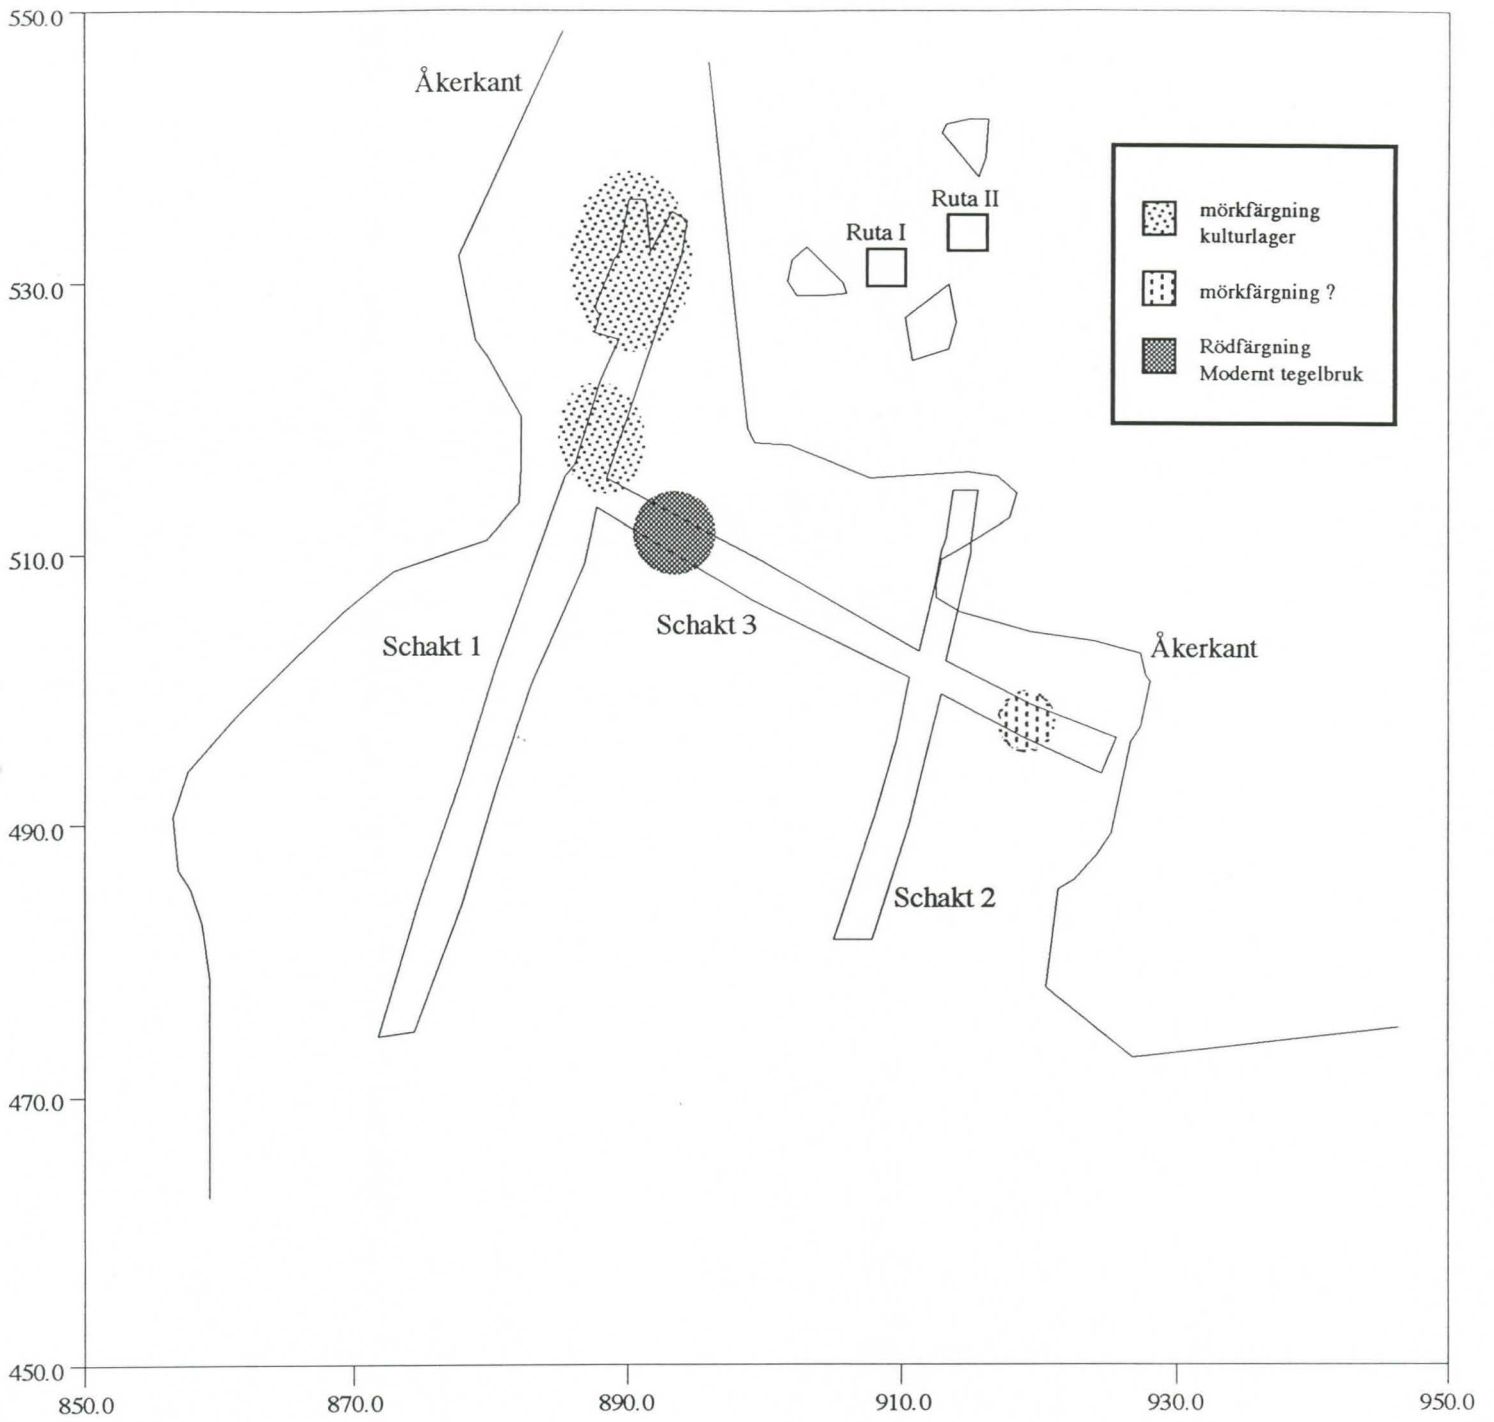 550.0
Åkerkant
Ruta II
Ruta I
mörkfärgning
kulturlager
530.0
mörkfärgning ?
Rödfärgning
Modernt tegelbruk
510.0
Schakt 3
Schakt 1
Åkerkant
490.0
Schakt 2
470.0
450.0
850.0
870.0
890.0
910.0
930.0
950.0